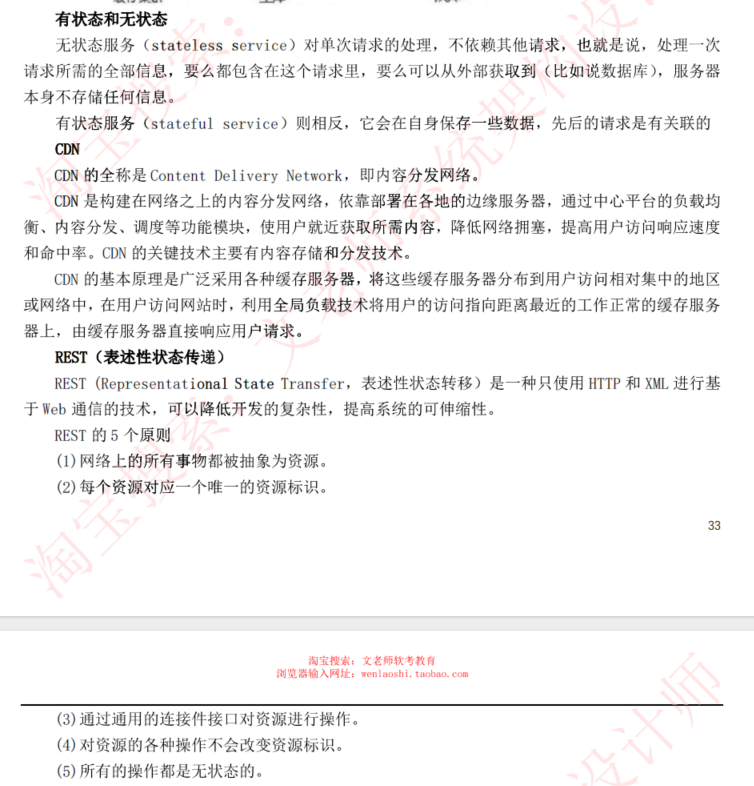 有状态和无状态
无状态服务（stateless service）对单次请求的处理，不依赖其他请求，也就是说，处理一次
请求所需的全部信息，要么都包含在这个请求里，要么可以从外部获取到（比如说数据库），服务器
本身不存储任何信息。
有状态服务（stateful service）则相反，它会在自身保存一些数据，先后的请求是有关联的
CDN
CDN 的全称是 Content Delivery Network，即内容分发网络。
CDN 是构建在网络之上的内容分发网络，依靠部署在各地的边缘服务器，通过中心平台的负载均
衡、内容分发、调度等功能模块，使用户就近获取所需内容，降低网络拥塞，提高用户访问响应速度
和命中率。CDN 的关键技术主要有内容存储和分发技术。
CDN 的基本原理是广泛采用各种缓存服务器，将这些缓存服务器分布到用户访问相对集中的地区
或网络中，在用户访问网站时，利用全局负载技术将用户的访问指向距离最近的工作正常的缓存服务
器上，由缓存服务器直接响应用户请求。
REST（表述性状态传递）
REST（Representational State Transfer，表述性状态转移）是一种只使用 HTTP 和 XML 进行基
于 Web 通信的技术，可以降低开发的复杂性，提高系统的可伸缩性。
REST 的 5 个原则
(1)网络上的所有事物都被抽象为资源。
(2)每个资源对应一个唯一的资源标识。
33
淘宝搜索：文老师软考教育
浏览器输入网址：wenlaoshi.taobao.com
(3)通过通用的连接件接口对资源进行操作。
(4)对资源的各种操作不会改变资源标识。
(5)所有的操作都是无状态的。
淘宝搜索：文老师系统架构设
淘宝搜索：
设计师